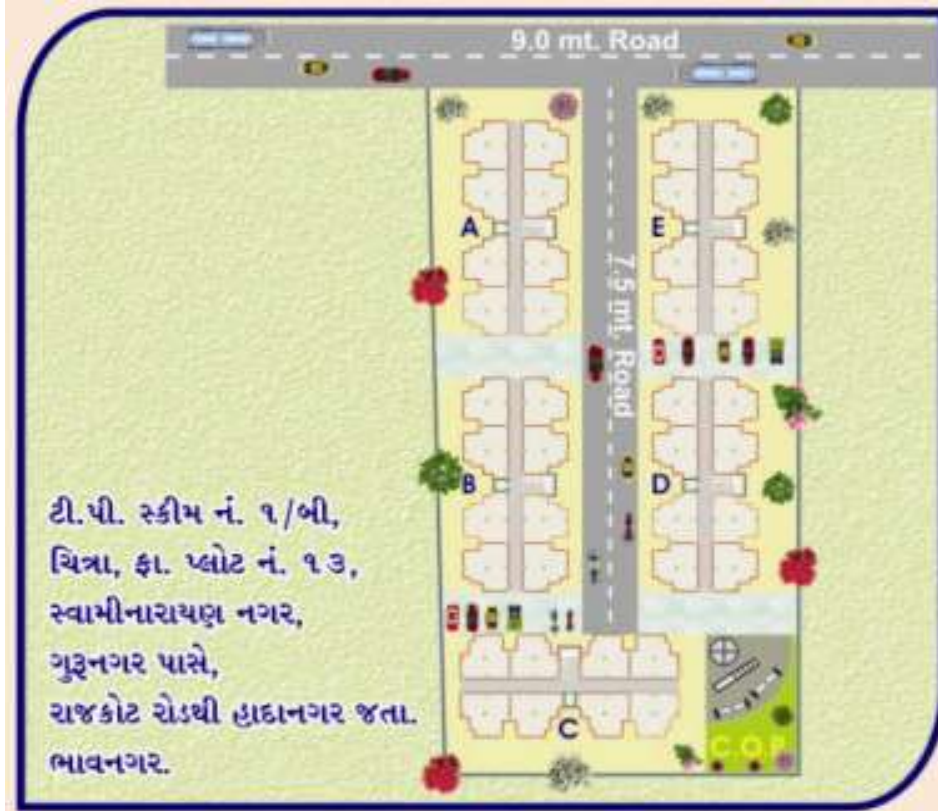 9.0 mt. Road
A
E
7.5 mt. Road
B
D
C
C.O.P
ટી.પી. સ્કીમ નં. ૧/બી,
ચિત્રા, ફા. પ્લોટ નં. ૧૩,
સ્વામીનારાયણ નગર,
ગુરૂનગર પાસે,
રાજકોટ રોડથી હાદાનગર જતા.
ભાવનગર.